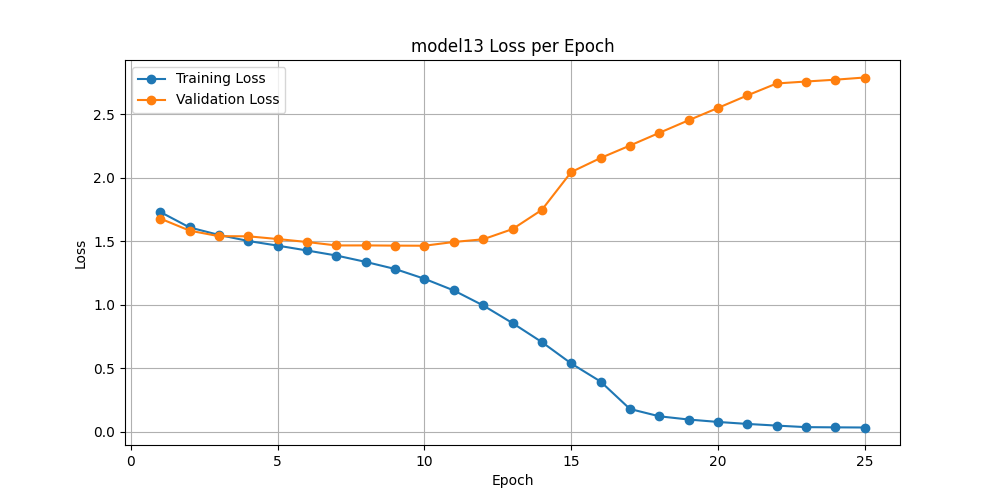 model13 Loss per Epoch
Training Loss
Validation Loss
2.5
2.0
1.5
1.0
0.5
0.0
Loss
0 5 10 15 20 25
Epoch